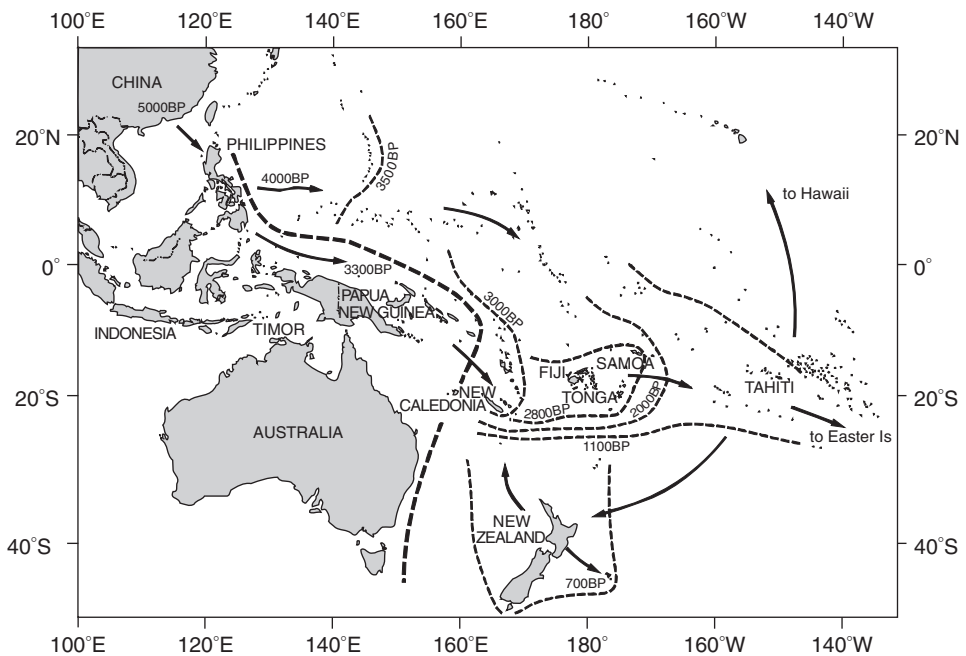 100°E 120°E 140°E 160°E 180° 160°W 140°W
CHINA
5000BP
20°N
20°N
PHILIPPINES
4000BP
3500BP
to Hawaii
0°
0°
3300BP
3000BP
PAPUA
NEW GUINEA
INDONESIA
TIMOR
FIJI
SAMOA
TAHITI
NEW
CALEDONIA
TONGA
2800BP
2000BP
20°S
20°S
AUSTRALIA
1100BP
to Easter Is
NEW
ZEALAND
40°S
40°S
700BP
100°E 120°E 140°E 160°E 180° 160°W 140°W